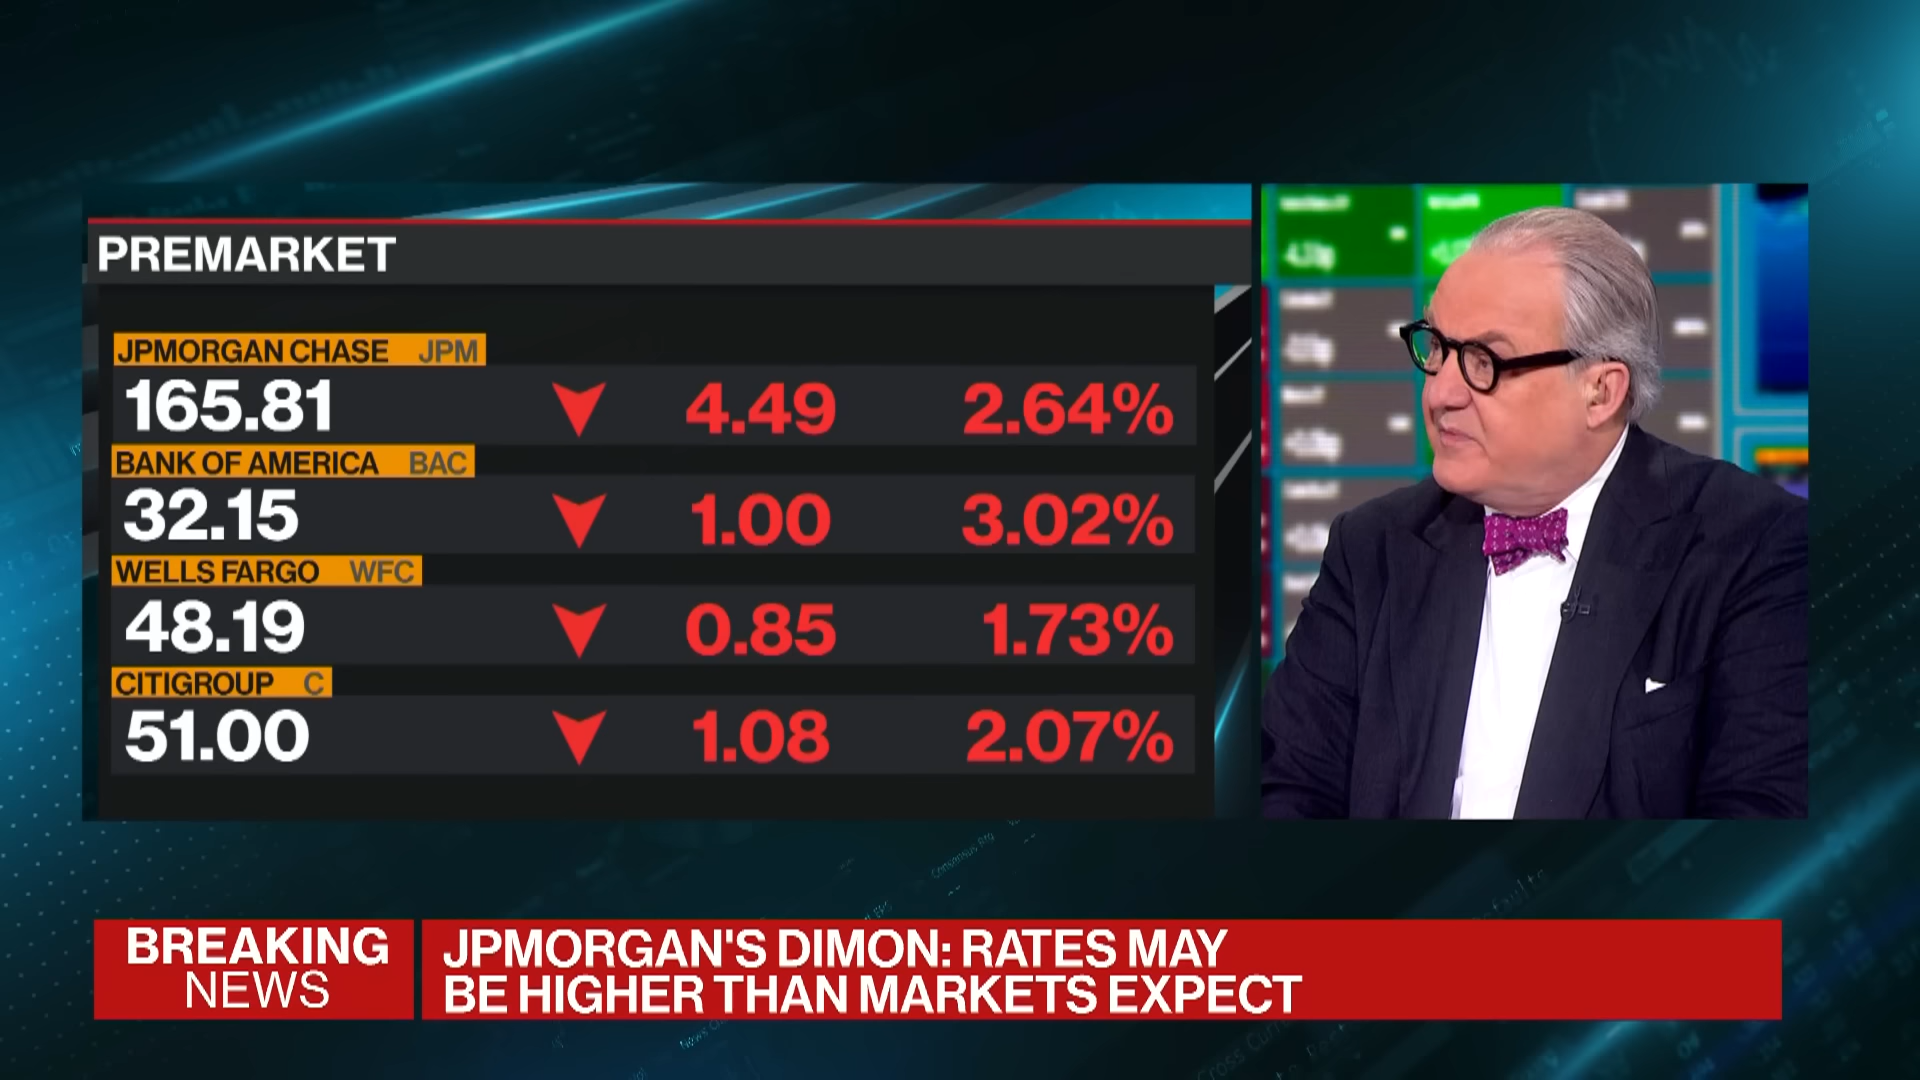 PREMARKET
JPMORGAN CHASE JPM
165.81 4.49 2.64%
BANK OF AMERICA BAC
32.15 1.00 3.02%
WELLS FARGO WFC
48.19 0.85 1.73%
CITIGROUP C
51.00 1.08 2.07%
BREAKING
NEWS
JPMORGAN'S DIMON: RATES MAY
BE HIGHER THAN MARKETS EXPECT